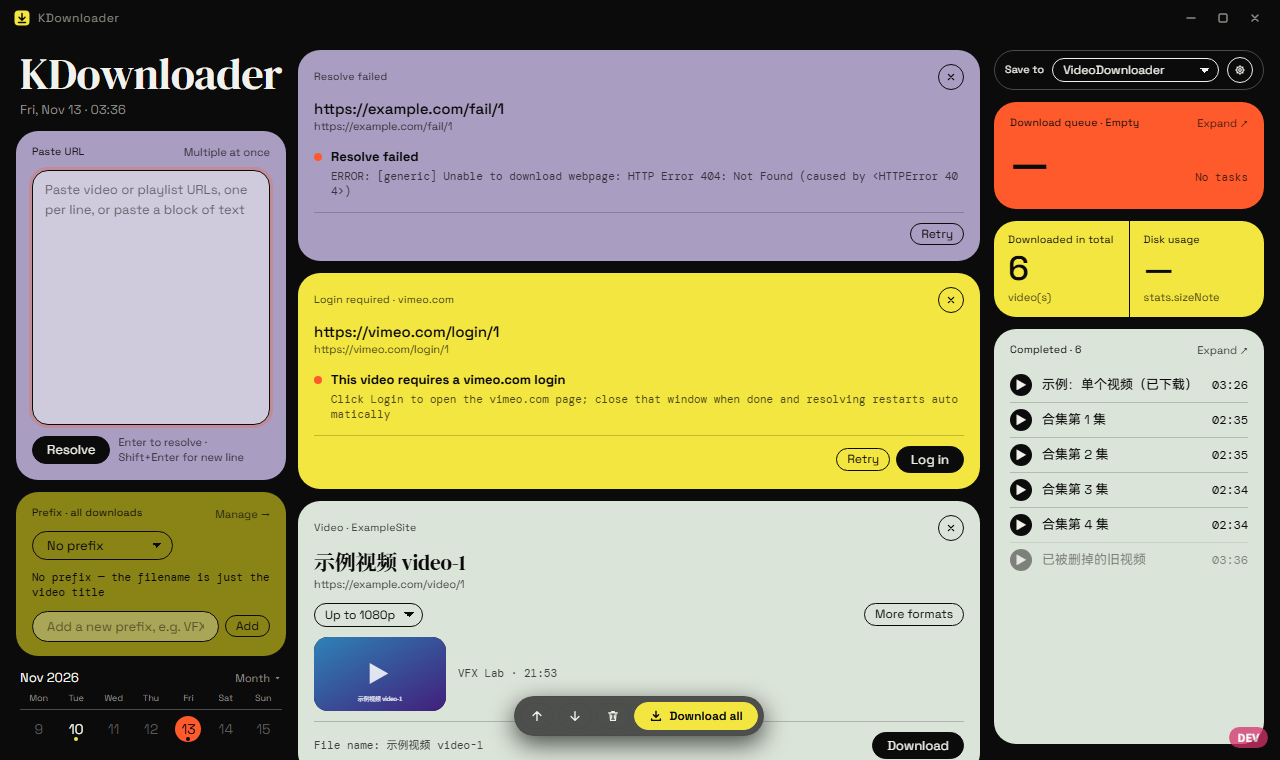 KDownloader
KDownloader
Fri, Nov 13 · 03:36
Paste URL
Multiple at once
Paste video or playlist URLs, one
per line, or paste a block of text
Resolve
Enter to resolve ·
Shift+Enter for new line
Prefix · all downloads
Manage →
No prefix
No prefix — the filename is just the
video title
Add a new prefix, e.g. VFX
Add
Nov 2026
Month
Mon Tue Wed Thu Fri Sat Sun
9 10 11 12 13 14 15
Resolve failed
https://example.com/fail/1
https://example.com/fail/1
Resolve failed
ERROR: [generic] Unable to download webpage: HTTP Error 404: Not Found (caused by <HTTPError 40
4>)
Retry
Login required · vimeo.com
https://vimeo.com/login/1
https://vimeo.com/login/1
This video requires a vimeo.com login
Click Login to open the vimeo.com page; close that window when done and resolving restarts auto
matically
Retry
Log in
Video · ExampleSite
示例视频 video-1
https://example.com/video/1
Up to 1080p
More formats
示例视频 video-1
VFX Lab · 21:53
Download all
File name: 示例视频 video-1
Download
Save to
VideoDownloader
Download queue · Empty
Expand ↗
—
No tasks
Downloaded in total
6
video(s)
Disk usage
—
stats.sizeNote
Completed · 6
Expand ↗
示例：单个视频（已下载） 03:26
合集第 1 集 02:35
合集第 2 集 02:35
合集第 3 集 02:34
合集第 4 集 02:34
已被删掉的旧视频 03:36
DEV